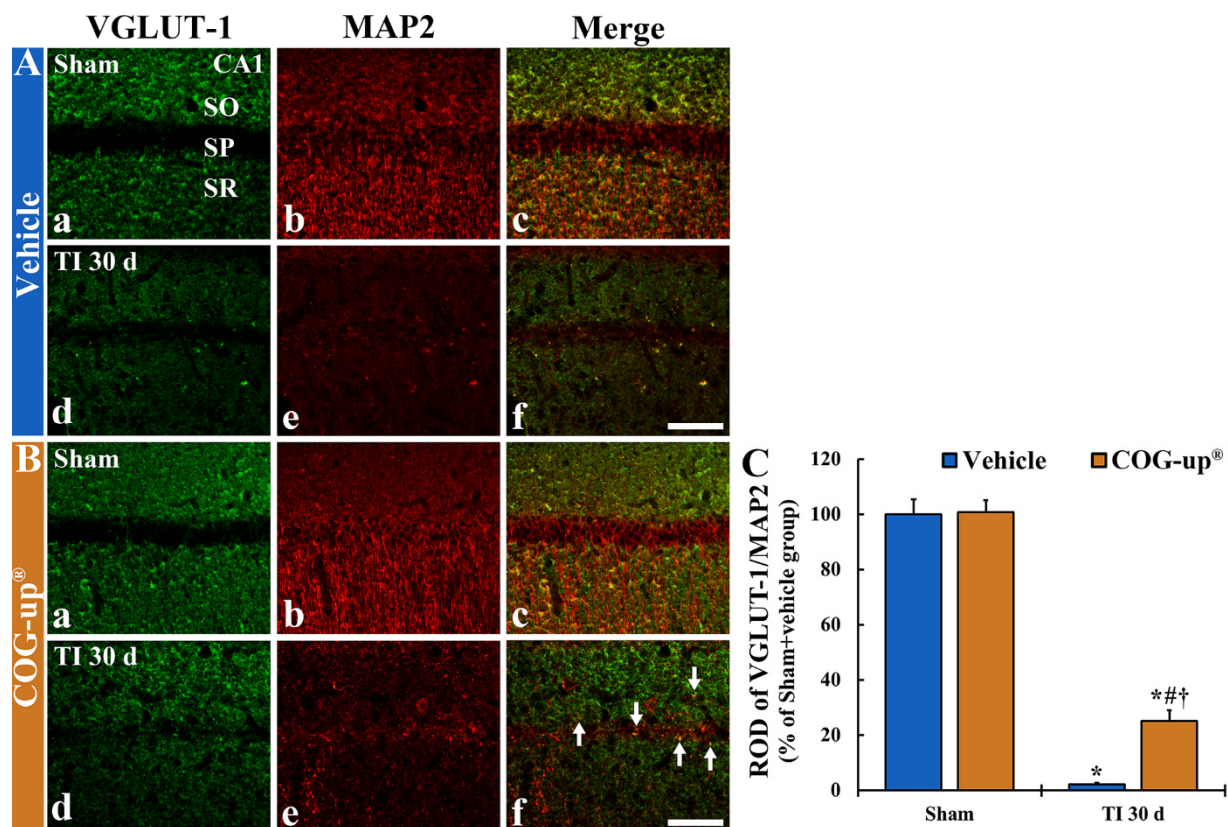 VGLUT-1 MAP2 Merge
A
Vehicle
Sham CA1
SO
SP
SR
a b c
TI 30 d
d e f
B
COG-up®
Sham
a b c
TI 30 d
d e f
C
ROD of VGLUT-1/MAP2
(% of Sham+vehicle group)
Vehicle COG-up®
120
100
80
60
40
20
0
*
*#†
Sham TI 30 d